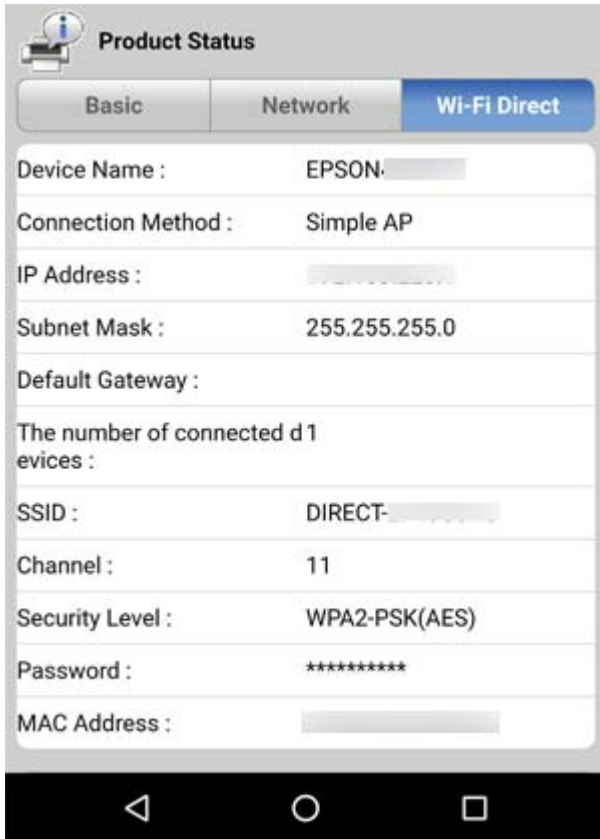 Product Status
Basic Network Wi-Fi Direct
Device Name : EPSON
Connection Method : Simple AP
IP Address :
Subnet Mask : 255.255.255.0
Default Gateway :
The number of connected d 1
evices :
SSID : DIRECT-
Channel : 11
Security Level : WPA2-PSK(AES)
Password : **********
MAC Address :